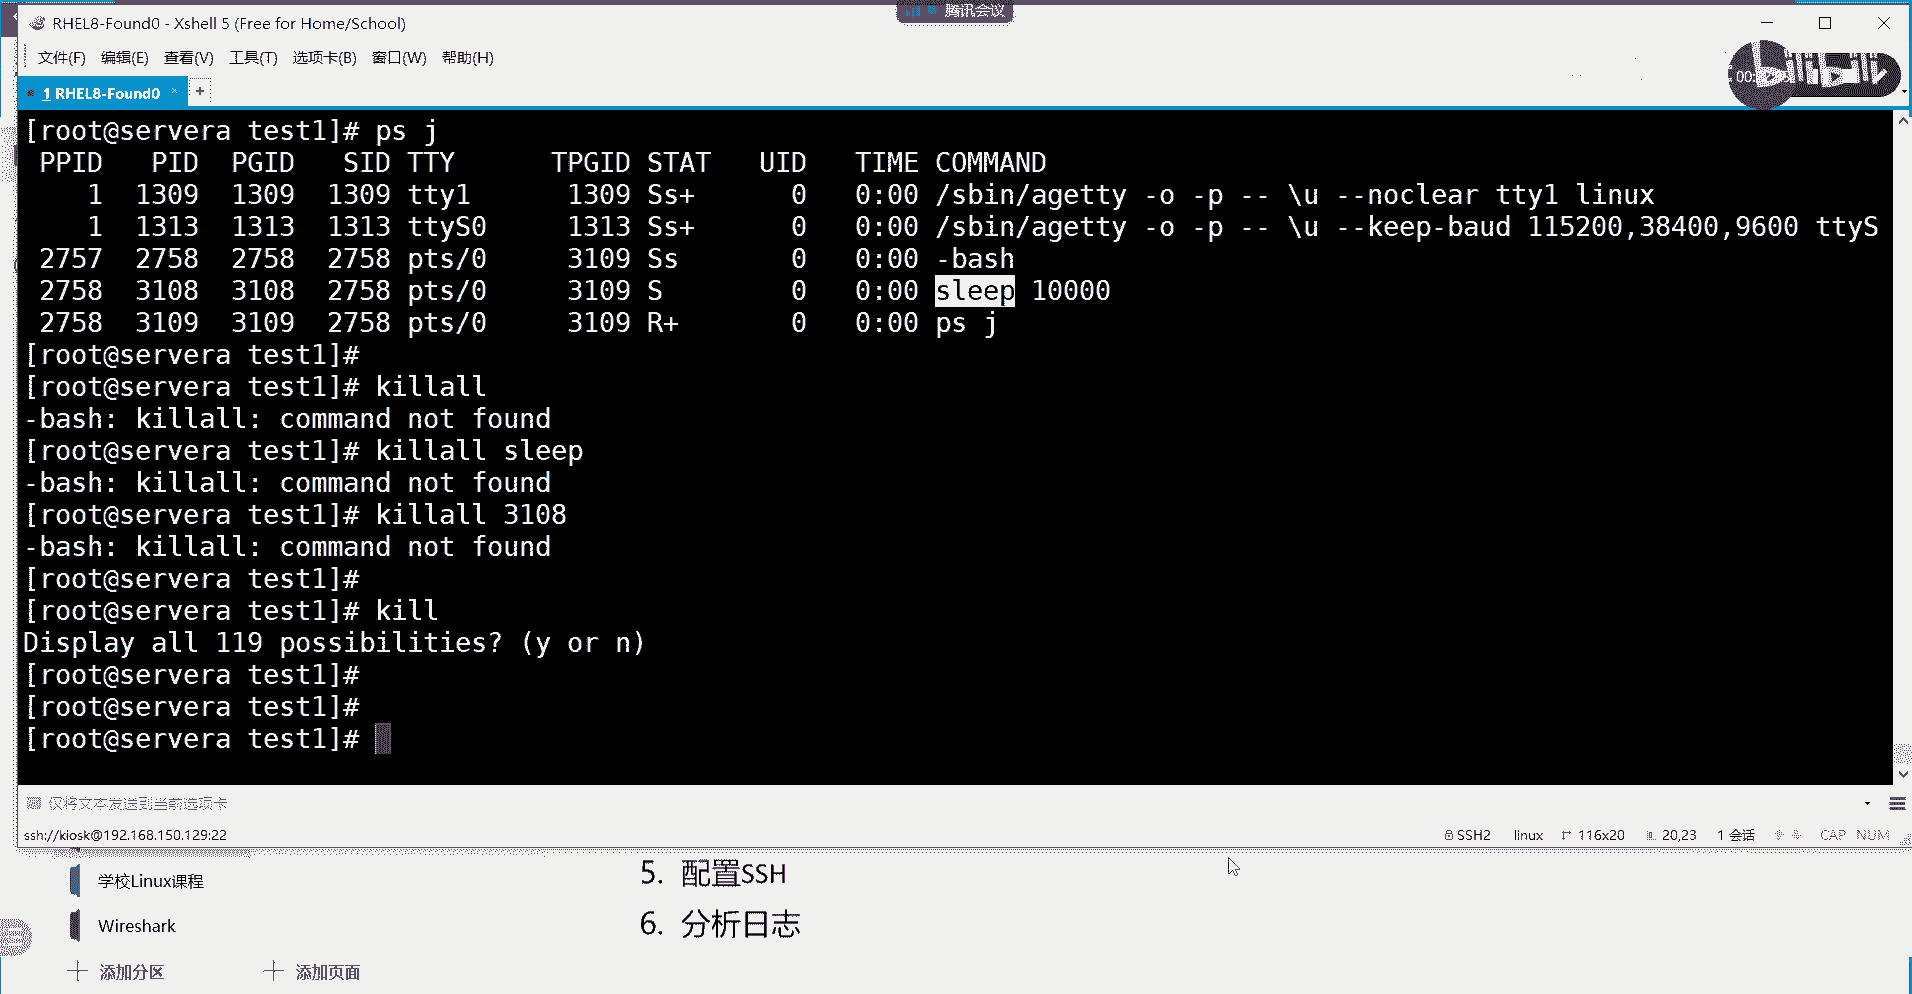 腾讯会议
RHEL8-Found0 - Xshell 5 (Free for Home/School)
文件(F) 编辑(E) 查看(V) 工具(T) 选项卡(B) 窗口(W) 帮助(H)
1 RHEL8-Found0 × +
[root@servera test1]# ps j
PPID PID PGID SID TTY TPGID STAT UID TIME COMMAND
1 1309 1309 1309 tty1 1309 Ss+ 0 0:00 /sbin/agetty -o -p -- \u --noclear tty1 linux
1 1313 1313 1313 ttyS0 1313 Ss+ 0 0:00 /sbin/agetty -o -p -- \u --keep-baud 115200,38400,9600 ttyS
2757 2758 2758 2758 pts/0 3109 Ss 0 0:00 -bash
2758 3108 3108 2758 pts/0 3109 S 0 0:00 sleep 10000
2758 3109 3109 2758 pts/0 3109 R+ 0 0:00 ps j
[root@servera test1]#
[root@servera test1]# killall
-bash: killall: command not found
[root@servera test1]# killall sleep
-bash: killall: command not found
[root@servera test1]# killall 3108
-bash: killall: command not found
[root@servera test1]#
[root@servera test1]# kill
Display all 119 possibilities? (y or n)
[root@servera test1]#
[root@servera test1]#
[root@servera test1]#
仅将文本发送到当前选项卡
ssh://kiosk@192.168.150.129:22 SSH2 linux 116x20 20,23 1 会话 CAP NUM
学校Linux课程
Wireshark
+ 添加分区 + 添加页面
5. 配置SSH
6. 分析日志